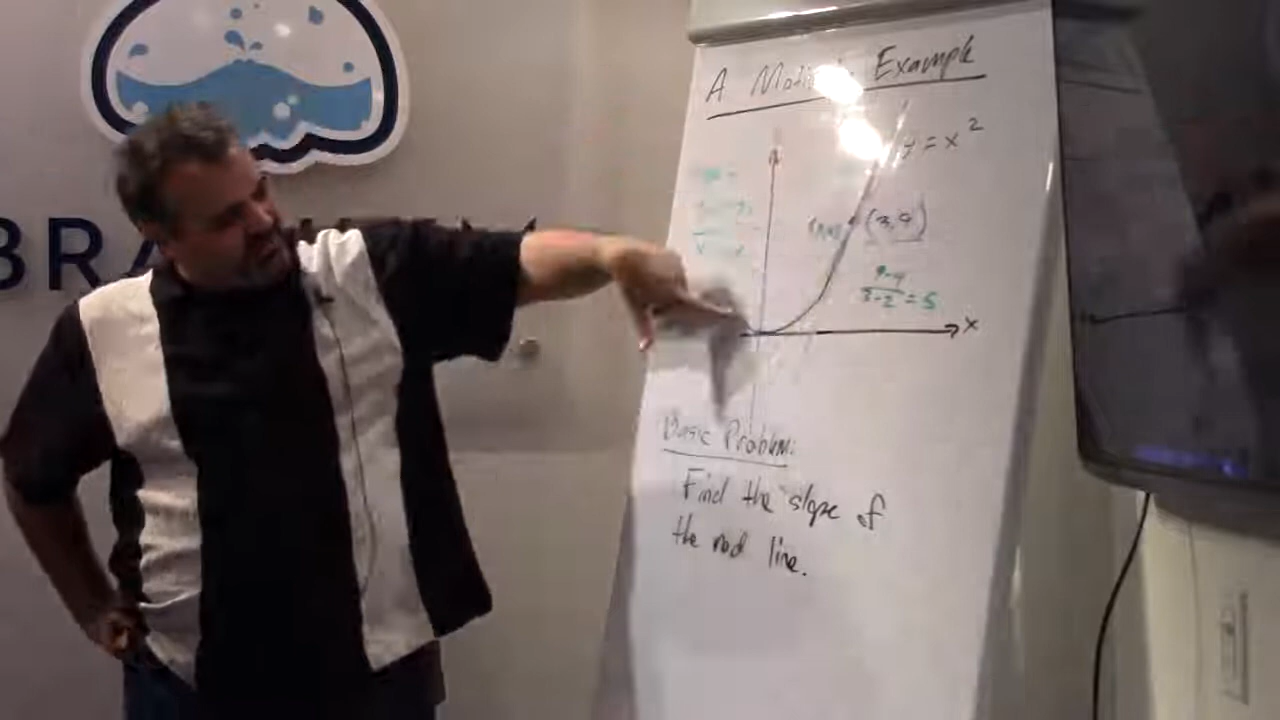 A Example
y = x²
(3,9)
9-4
3-2 = 5
x
BRA
Basic Problem:
Find the slope of
the red line.